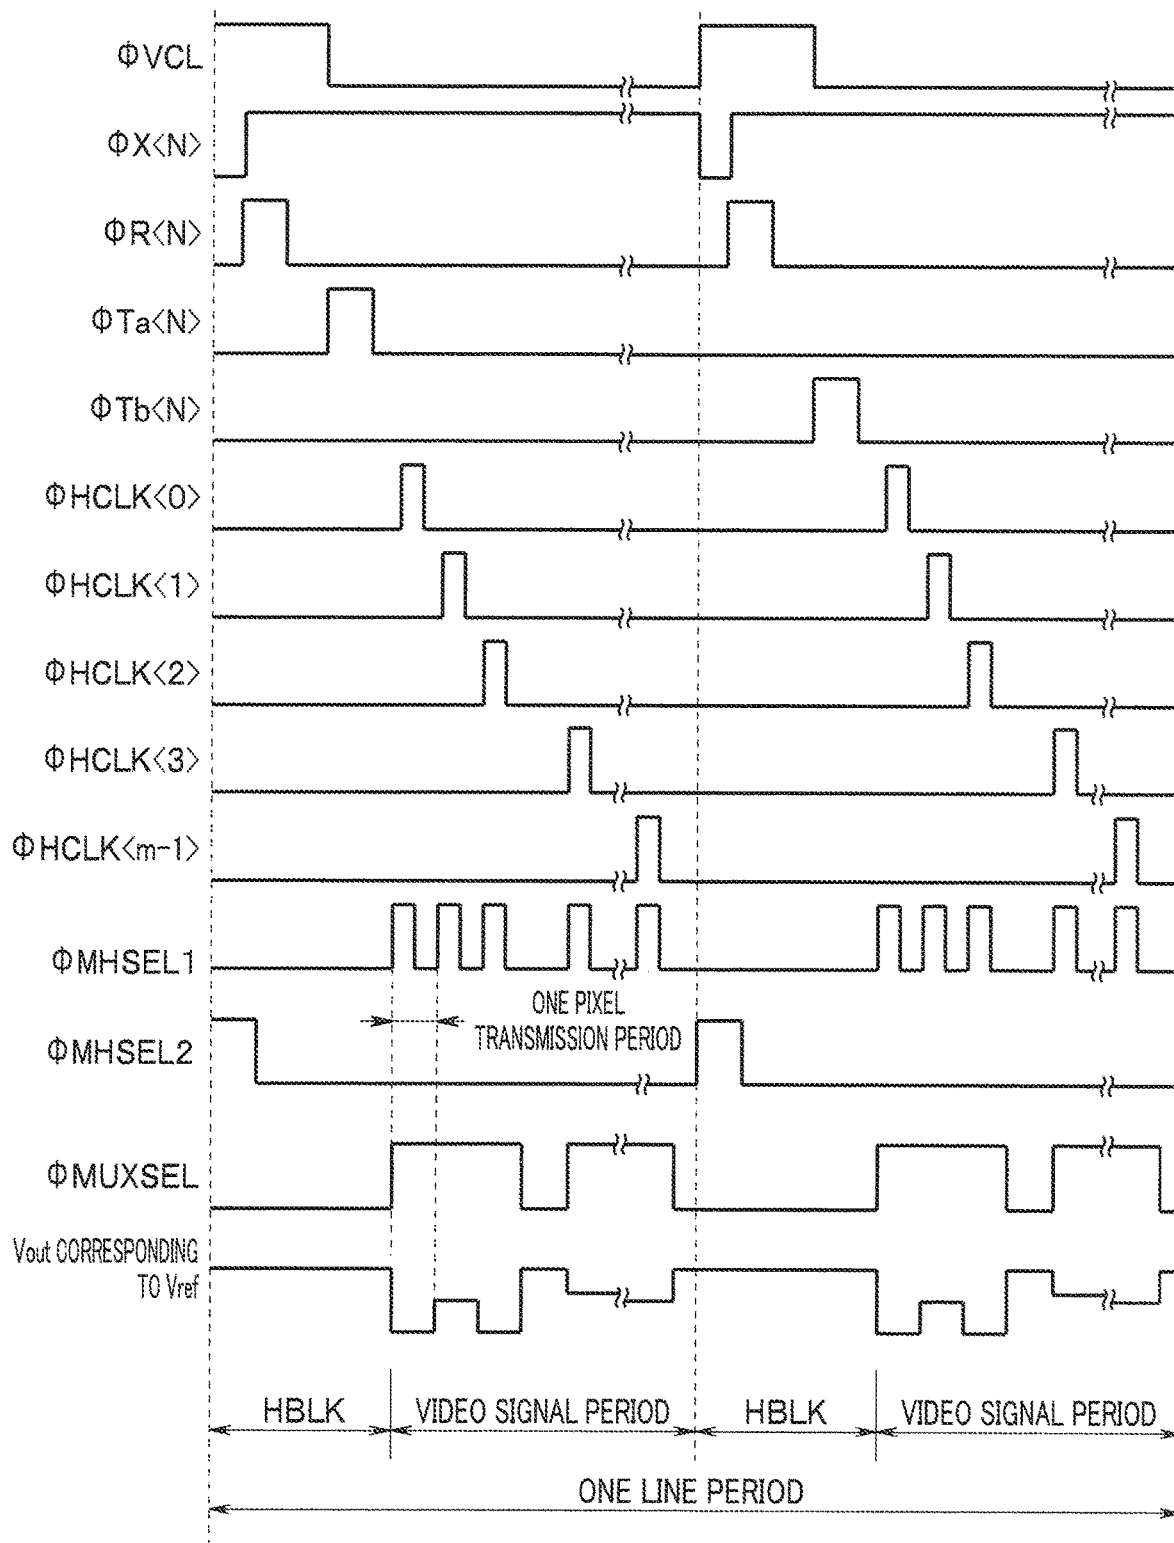 ΦVCL
ΦX<N>
ΦR<N>
ΦTa<N>
ΦTb<N>
ΦHCLK<0>
ΦHCLK<1>
ΦHCLK<2>
ΦHCLK<3>
ΦHCLK<m-1>
ΦMHSEL1
ONE PIXEL
TRANSMISSION PERIOD
ΦMHSEL2
ΦMUXSEL
Vout CORRESPONDING
TO Vref
HBLK VIDEO SIGNAL PERIOD HBLK VIDEO SIGNAL PERIOD
ONE LINE PERIOD